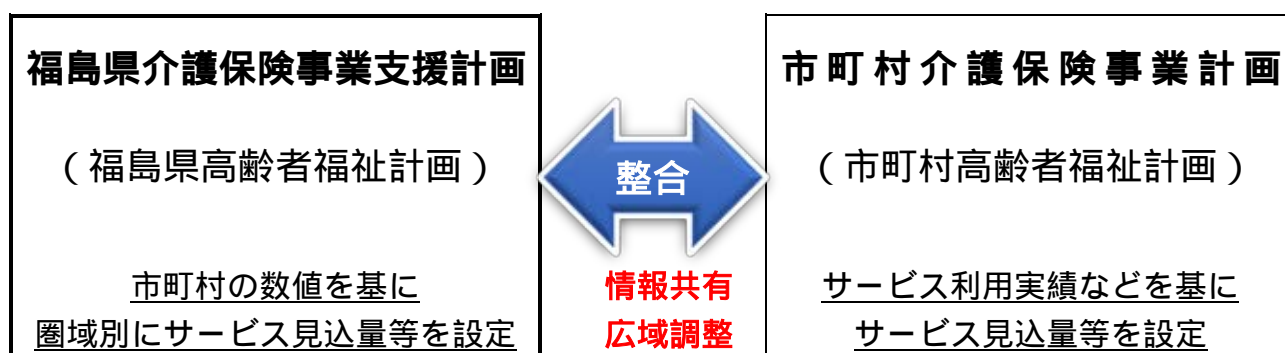 福島県介護保険事業支援計画
（福島県高齢者福祉計画）
市町村の数値を基に
圏域別にサービス見込量等を設定
整合
情報共有
広域調整
市町村介護保険事業計画
（市町村高齢者福祉計画）
サービス利用実績などを基に
サービス見込量等を設定